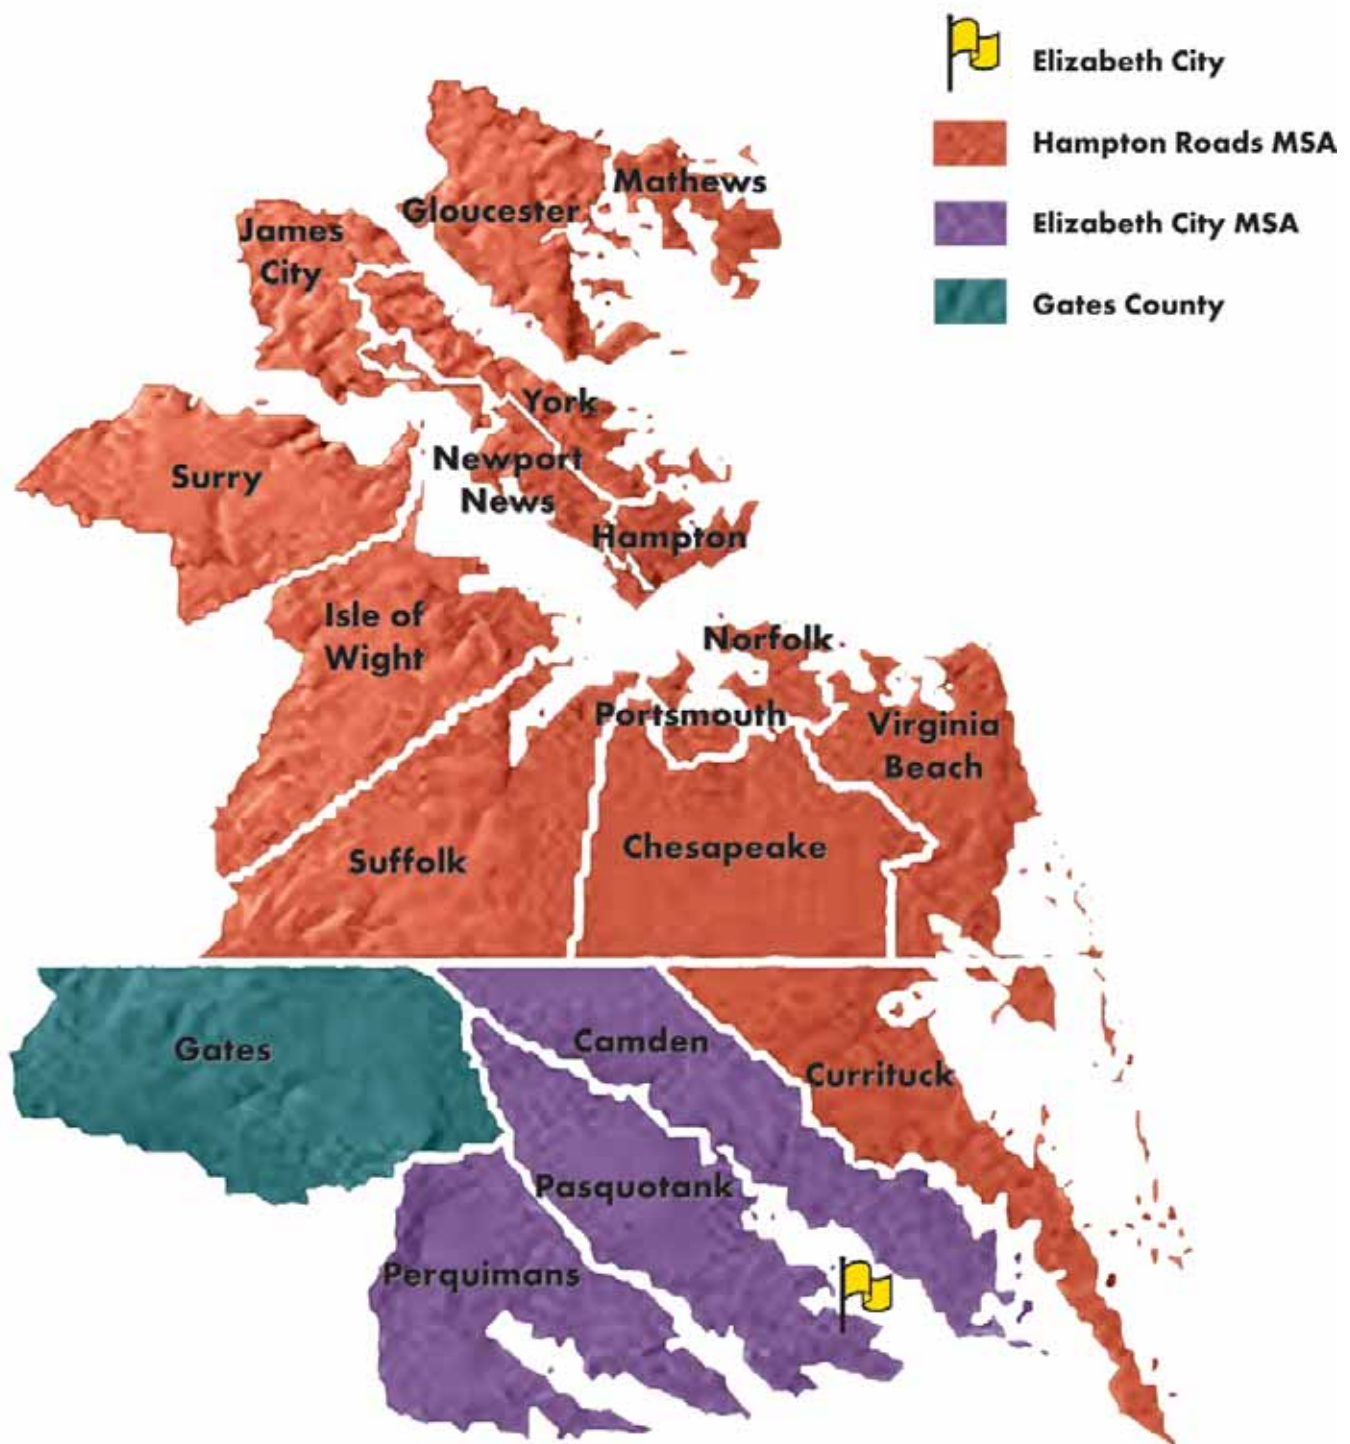 Elizabeth City
Hampton Roads MSA
Elizabeth City MSA
Gates County
Mathews
Gloucester
James
City
York
Newport
News
Surry
Hampton
Isle of
Wight
Norfolk
Portsmouth
Virginia
Beach
Suffolk
Chesapeake
Gates
Camden
Currituck
Pasquotank
Perquimans